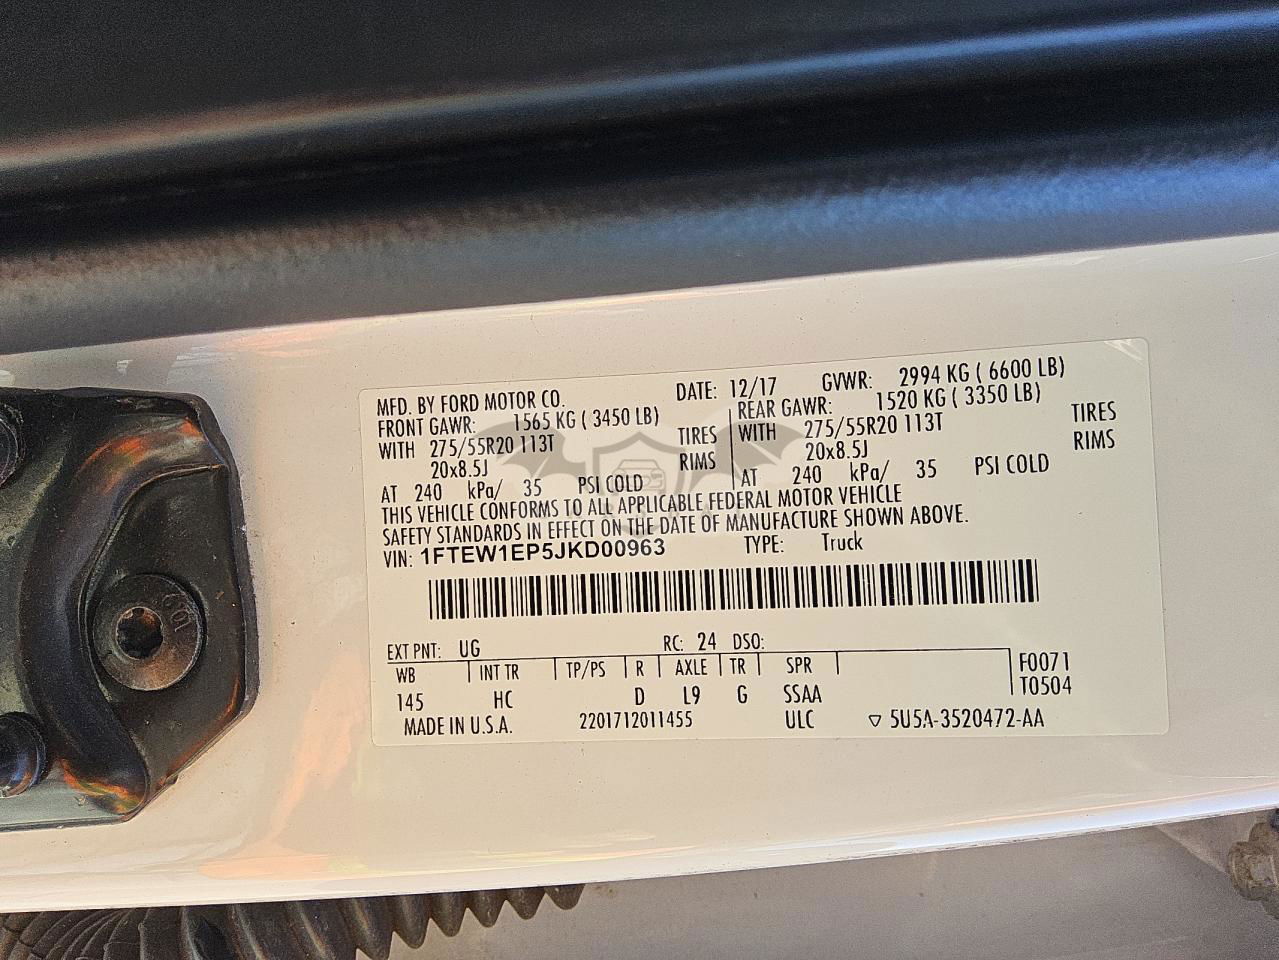 MFD. BY FORD MOTOR CO. DATE: 12/17 GVWR: 2994 KG ( 6600 LB)
FRONT GAWR: 1565 KG ( 3450 LB) REAR GAWR: 1520 KG ( 3350 LB)
WITH 275/55R20 113T TIRES WITH 275/55R20 113T TIRES
20x8.5J RIMS 20x8.5J RIMS
AT 240 kPa/ 35 PSI COLD AT 240 kPa/ 35 PSI COLD
THIS VEHICLE CONFORMS TO ALL APPLICABLE FEDERAL MOTOR VEHICLE
SAFETY STANDARDS IN EFFECT ON THE DATE OF MANUFACTURE SHOWN ABOVE.
VIN: 1FTEW1EP5JKD00963 TYPE: Truck
EXT PNT: UG RC: 24 DSO:
WB INT TR TP/PS R AXLE TR SPR F0071
145 HC D L9 G SSAA T0504
MADE IN U.S.A. 2201712011455 ULC ▽ 5U5A-3520472-AA